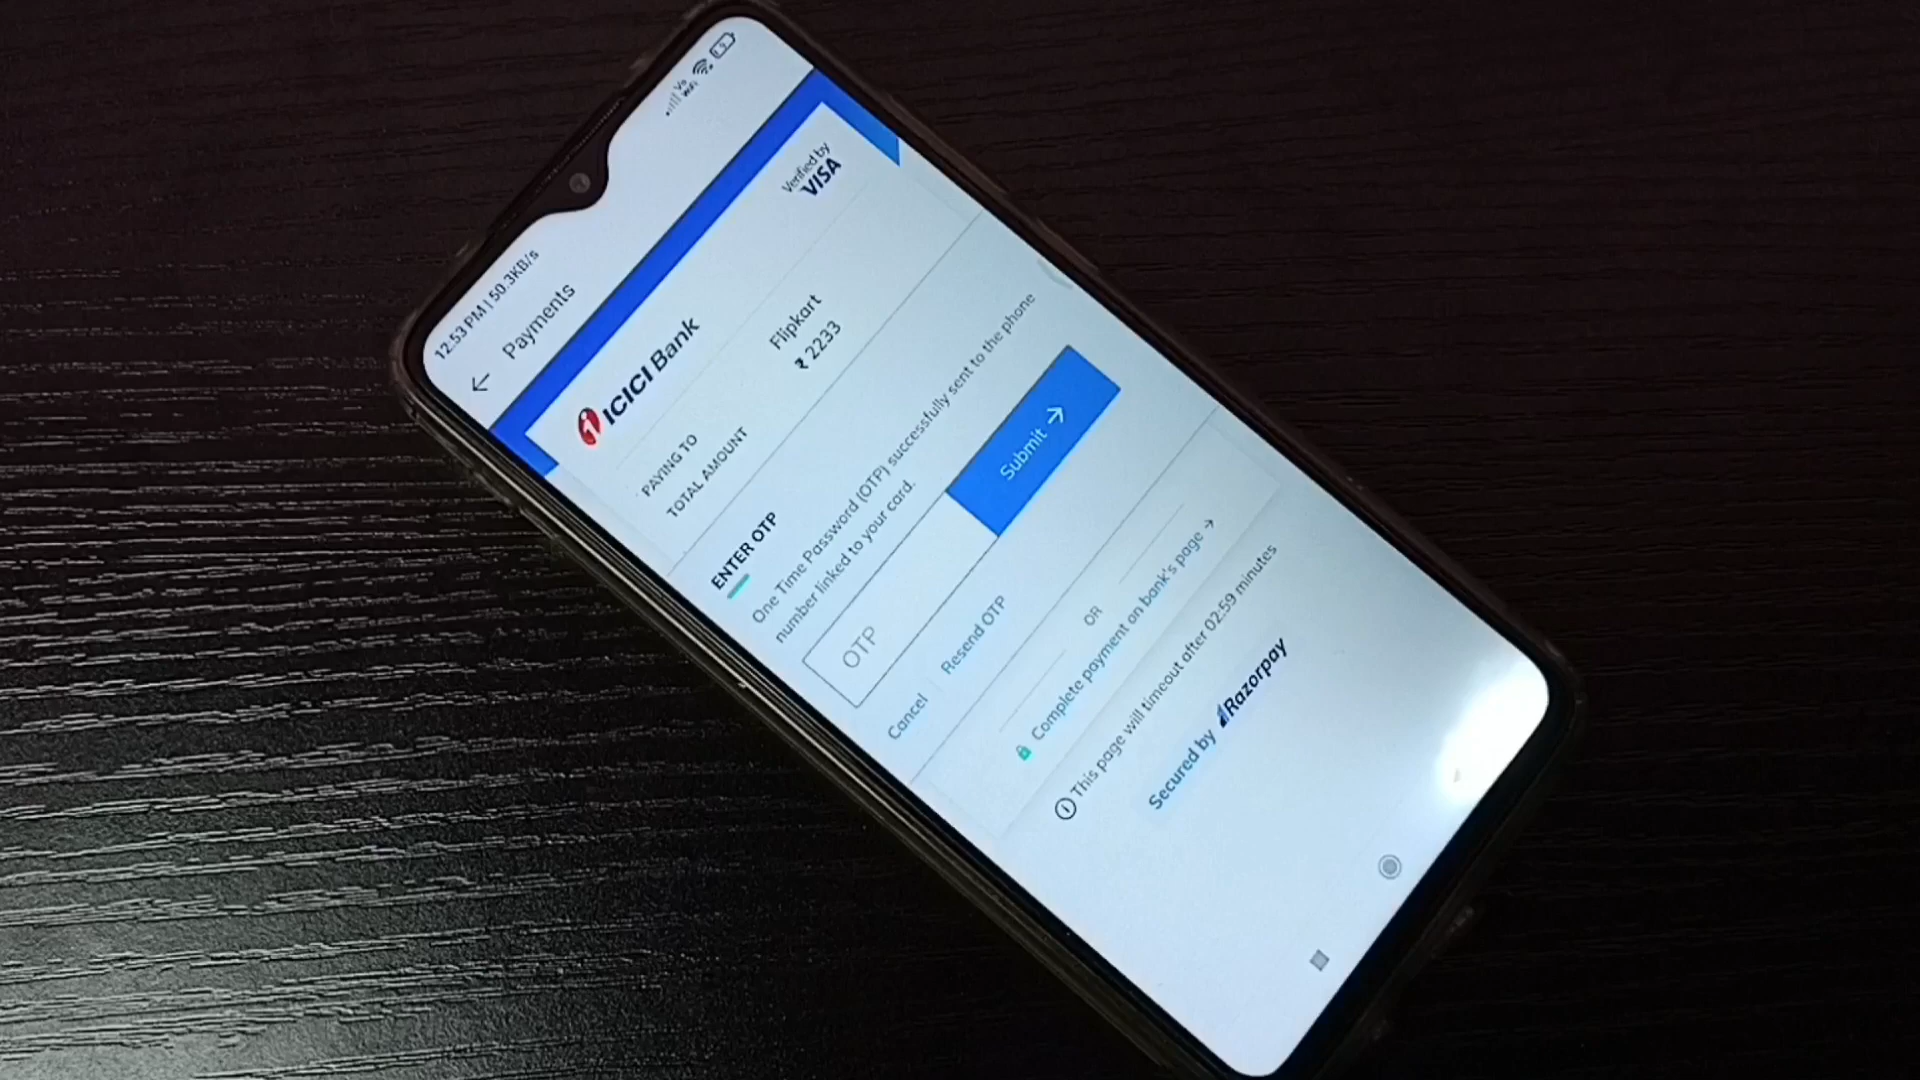 12:53 PM | 50.3KB/s
Vo
WiFi
← Payments
ICICI Bank
Verified by
VISA
PAYING TO Flipkart
TOTAL AMOUNT ₹ 2233
ENTER OTP
One Time Password (OTP) successfully sent to the phone
number linked to your card.
OTP
Submit →
Cancel | Resend OTP
OR
Complete payment on bank's page →
This page will timeout after 02:59 minutes
Secured by Razorpay